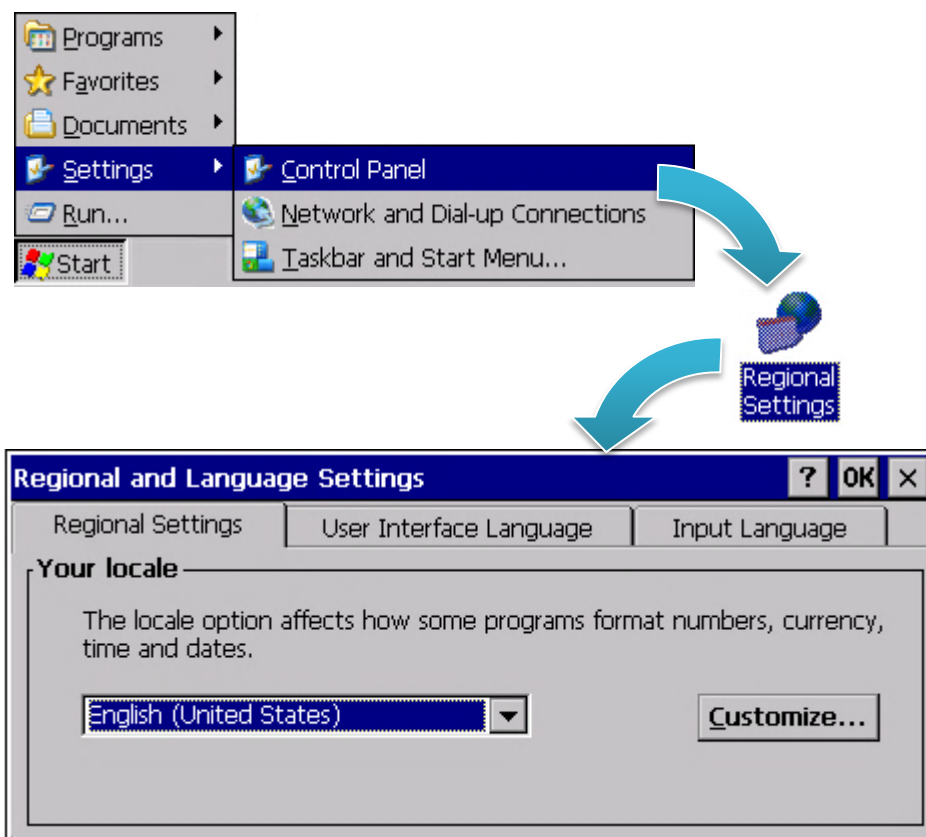 Programs
Favorites
Documents
Settings
Run...
Start
Control Panel
Network and Dial-up Connections
Taskbar and Start Menu...
Regional
Settings
Regional and Language Settings
? OK ×
Regional Settings
User Interface Language
Input Language
Your locale
The locale option affects how some programs format numbers, currency,
time and dates.
English (United States)
Customize...